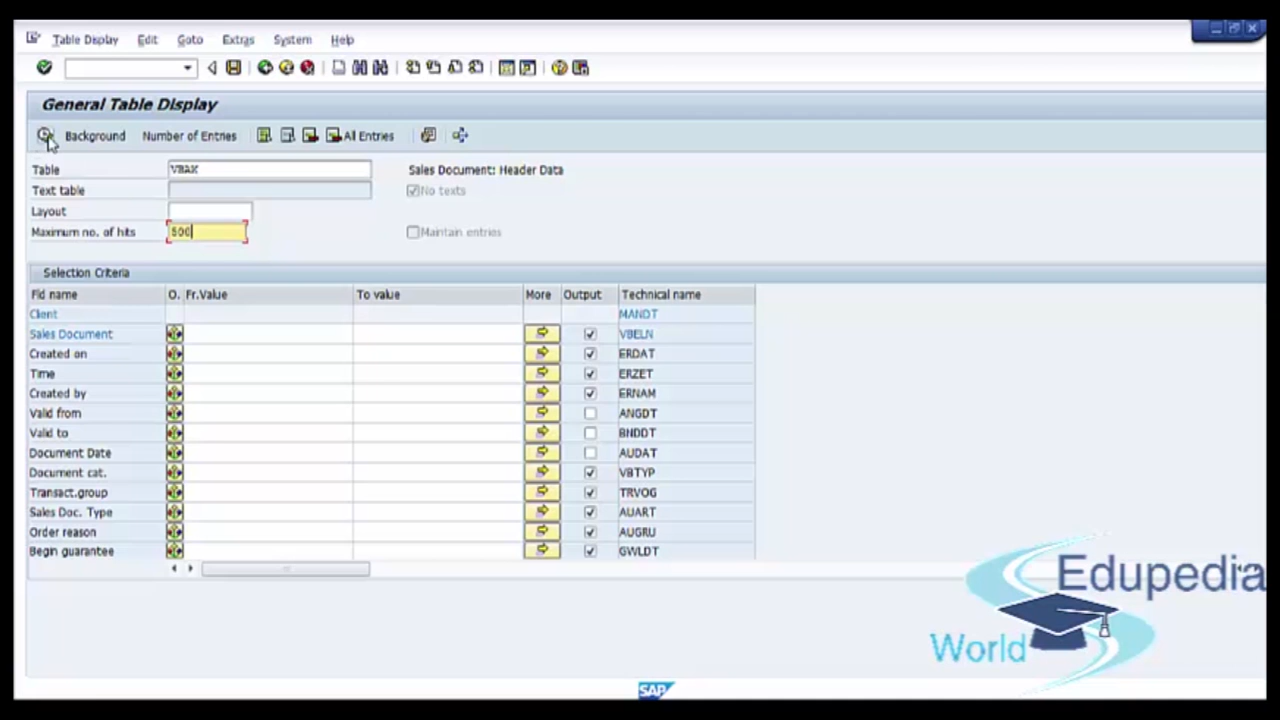 Table Display Edit Goto Extras System Help
General Table Display
Background Number of Entries All Entries
Table VBAK Sales Document: Header Data
Text table No texts
Layout
Maximum no. of hits 500 Maintain entries
Selection Criteria
Fld name O. Fr.Value To value More Output Technical name
Client MANDT
Sales Document VBELN
Created on ERDAT
Time ERZET
Created by ERNAM
Valid from ANGDT
Valid to BNDDT
Document Date AUDAT
Document cat. VBTYP
Transact.group TRVOG
Sales Doc. Type AUART
Order reason AUGRU
Begin guarantee GWLDT
Edupedia
World
SAP